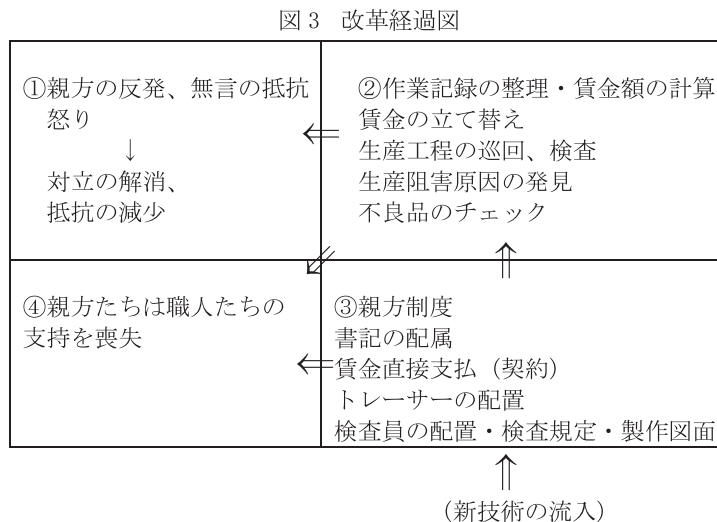 図3 改革経過図
①親方の反発、無言の抵抗
怒り
↓
対立の解消、
抵抗の減少
②作業記録の整理・賃金額の計算
賃金の立て替え
生産工程の巡回、検査
生産阻害原因の発見
不良品のチェック
④親方たちは職人たちの
支持を喪失
③親方制度
書記の配属
賃金直接支払（契約）
トレーサーの配置
検査員の配置・検査規定・製作図面
（新技術の流入）